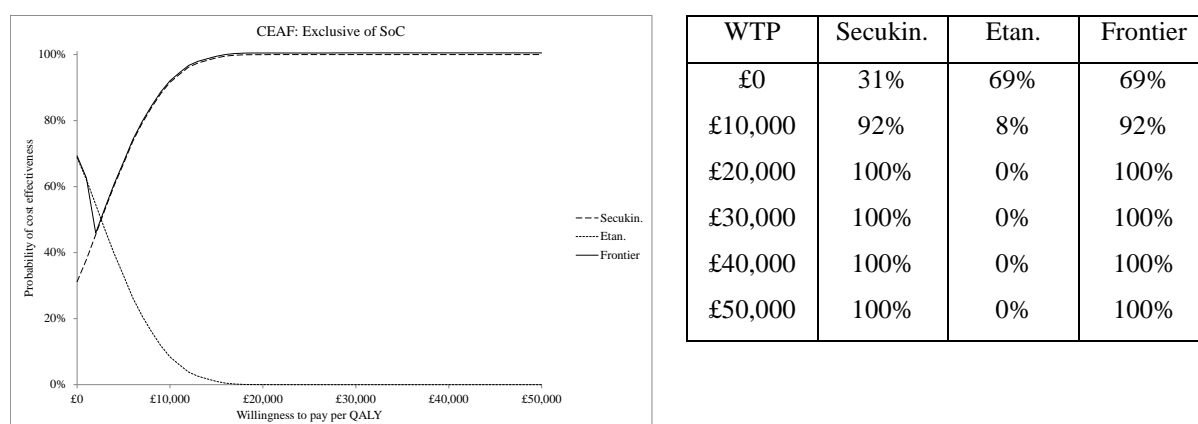 CEAF: Exclusive of SoC
100%
80%
60%
40%
20%
0%
Probability of cost effectiveness
£0 £10,000 £20,000 £30,000 £40,000 £50,000
Willingness to pay per QALY
Secukin.
Etan.
Frontier
WTP Secukin. Etan. Frontier
£0 31% 69% 69%
£10,000 92% 8% 92%
£20,000 100% 0% 100%
£30,000 100% 0% 100%
£40,000 100% 0% 100%
£50,000 100% 0% 100%